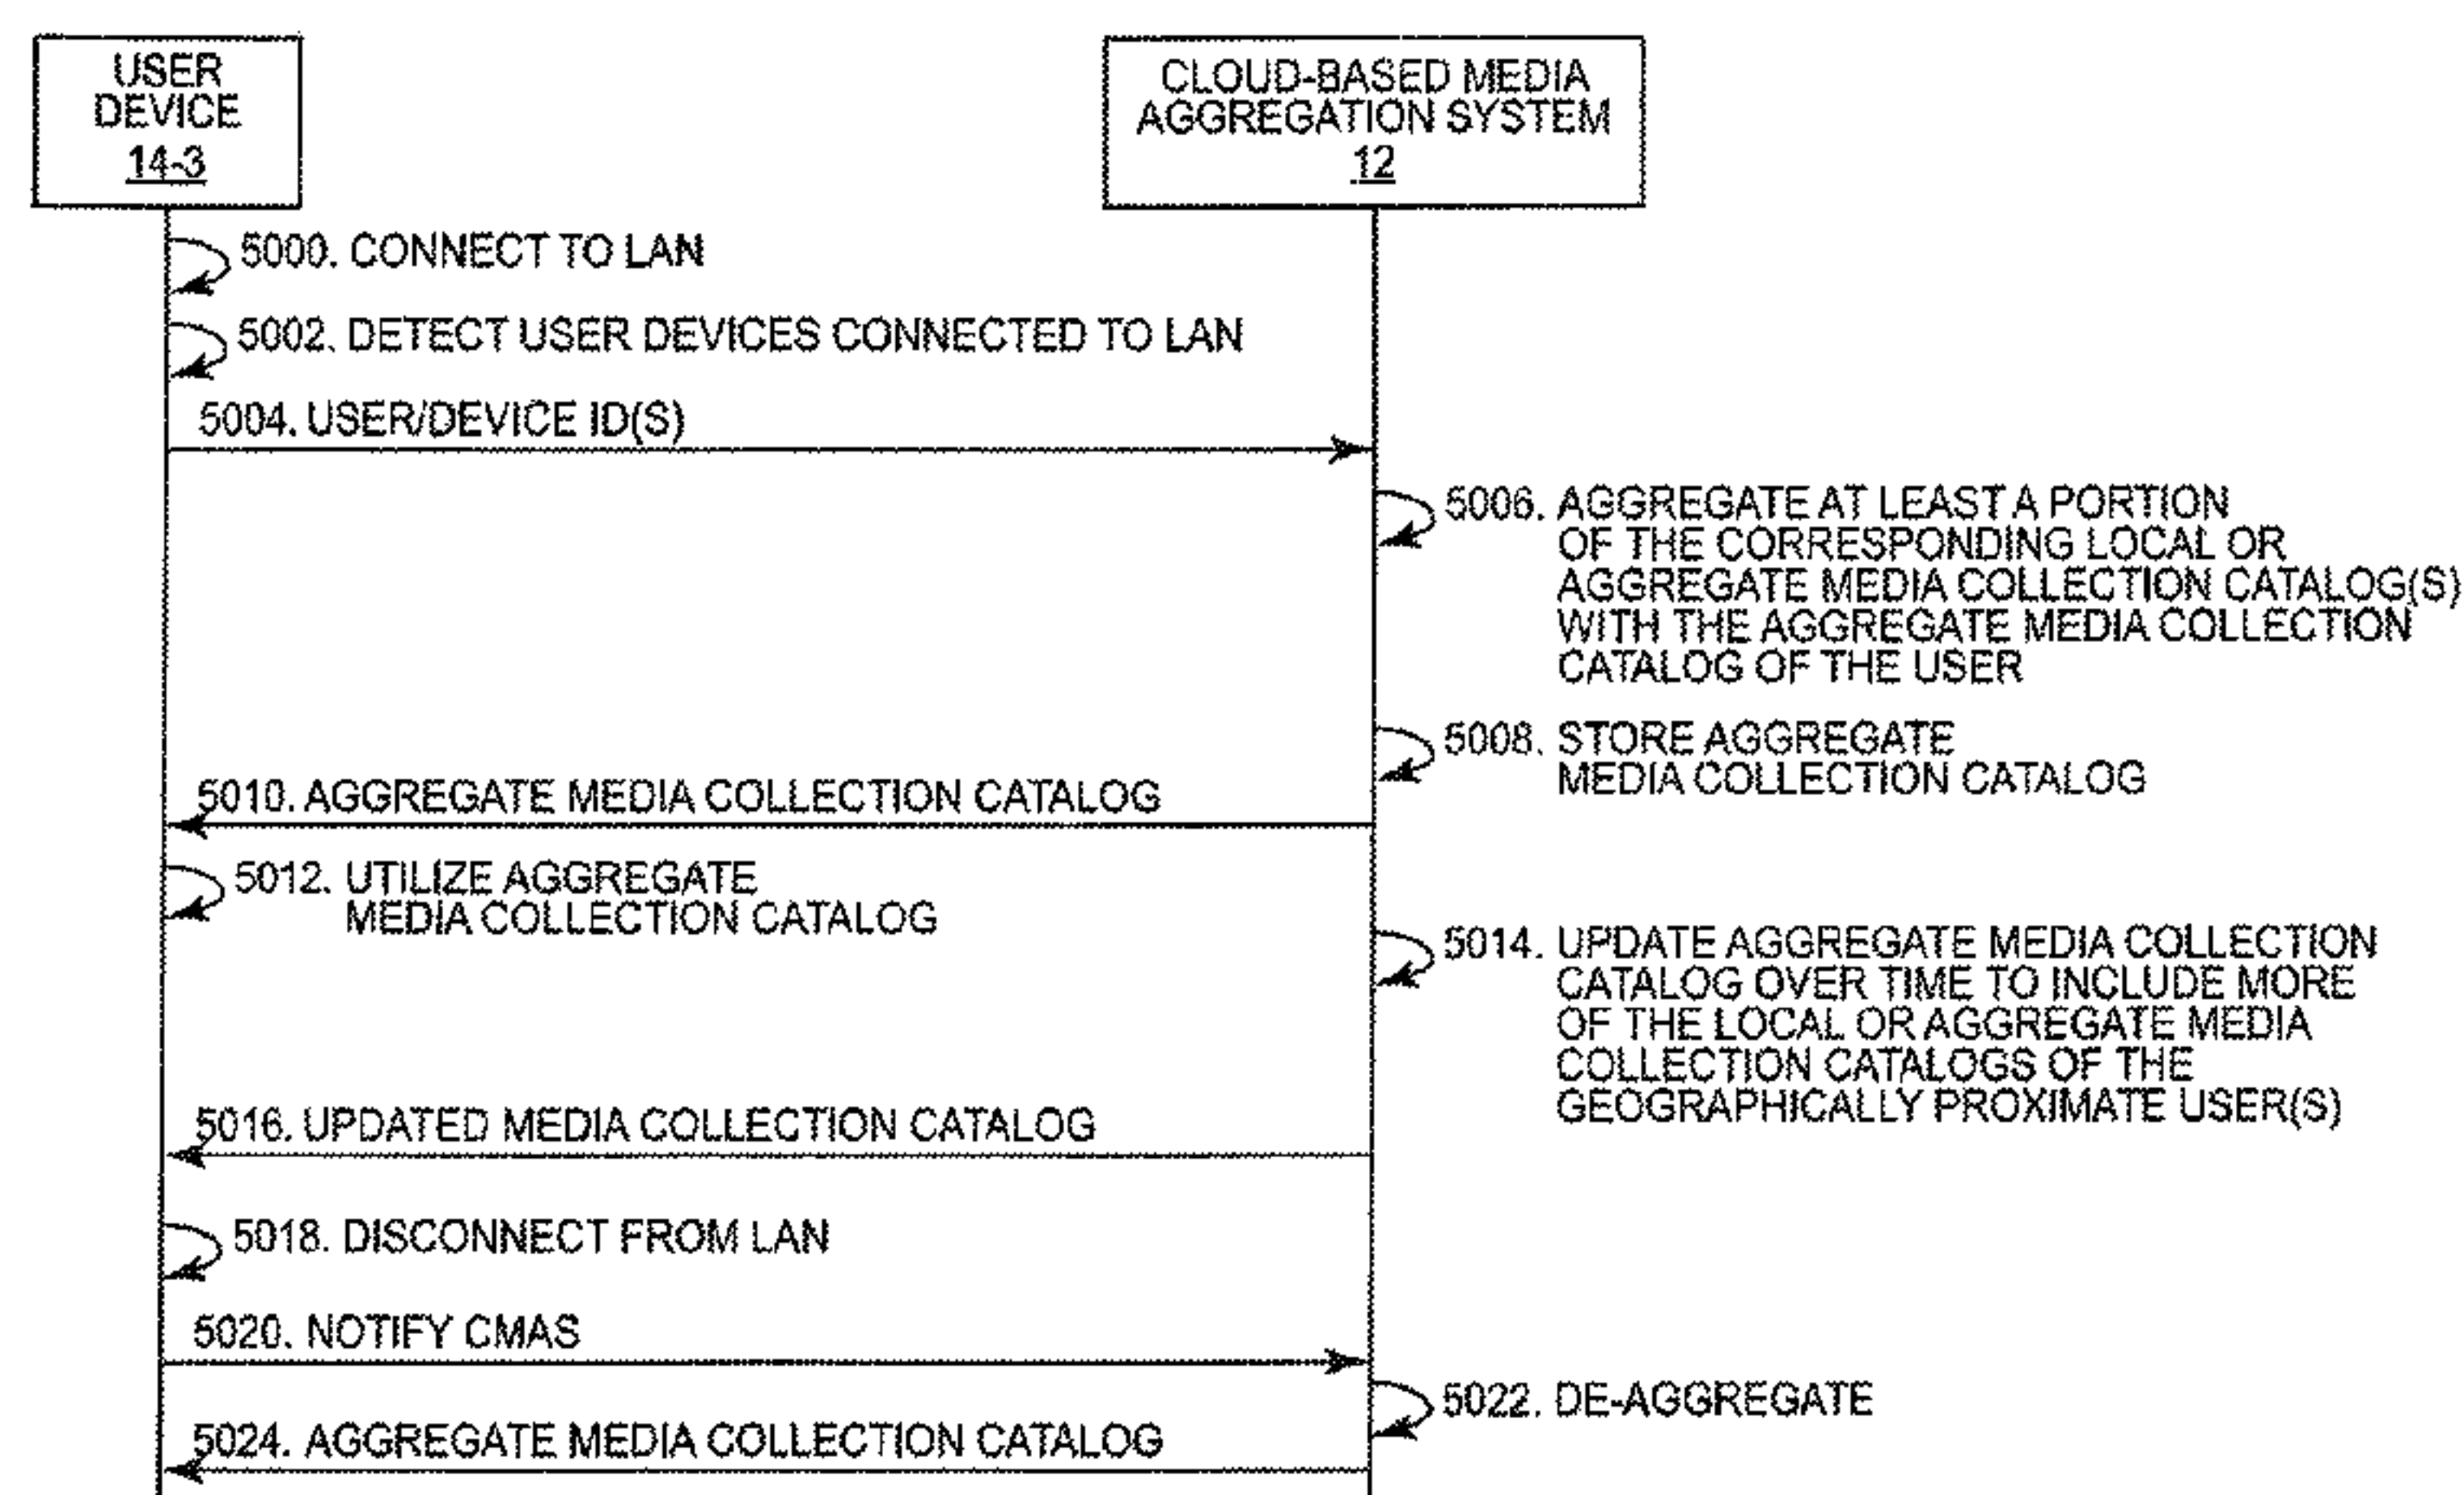 USER
DEVICE
14-3
CLOUD-BASED MEDIA
AGGREGATION SYSTEM
12
5000. CONNECT TO LAN
5002. DETECT USER DEVICES CONNECTED TO LAN
5004. USER/DEVICE ID(S)
5006. AGGREGATE AT LEAST A PORTION
OF THE CORRESPONDING LOCAL OR
AGGREGATE MEDIA COLLECTION CATALOG(S)
WITH THE AGGREGATE MEDIA COLLECTION
CATALOG OF THE USER
5008. STORE AGGREGATE
MEDIA COLLECTION CATALOG
5010. AGGREGATE MEDIA COLLECTION CATALOG
5012. UTILIZE AGGREGATE
MEDIA COLLECTION CATALOG
5014. UPDATE AGGREGATE MEDIA COLLECTION
CATALOG OVER TIME TO INCLUDE MORE
OF THE LOCAL OR AGGREGATE MEDIA
COLLECTION CATALOGS OF THE
GEOGRAPHICALLY PROXIMATE USER(S)
5016. UPDATED MEDIA COLLECTION CATALOG
5018. DISCONNECT FROM LAN
5020. NOTIFY CMAS
5022. DE-AGGREGATE
5024. AGGREGATE MEDIA COLLECTION CATALOG